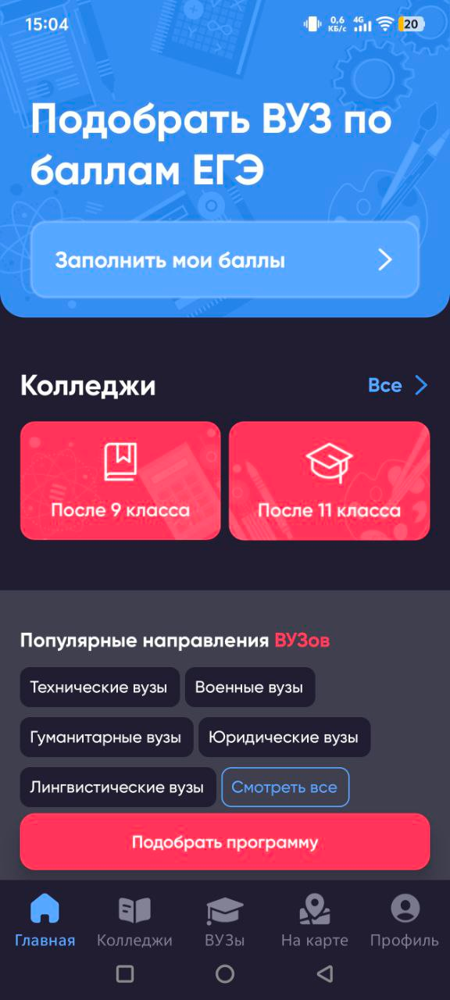 15:04 0,6 КБ/с 4G 20
Подобрать ВУЗ по
баллам ЕГЭ
Заполнить мои баллы
Колледжи Все
После 9 класса После 11 класса
Популярные направления ВУЗов
Технические вузы Военные вузы
Гуманитарные вузы Юридические вузы
Лингвистические вузы Смотреть все
Подобрать программу
Главная Колледжи ВУЗы На карте Профиль